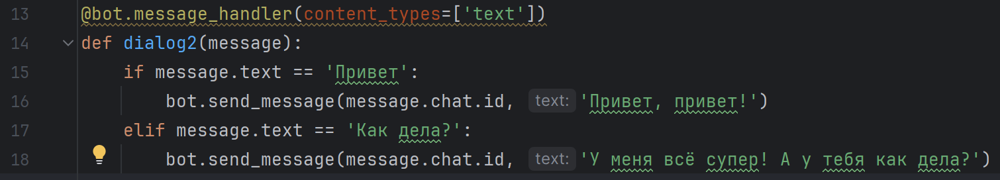 13 @bot.message_handler(content_types=['text'])
14 def dialog2(message):
15 if message.text == 'Привет':
16 bot.send_message(message.chat.id, text: 'Привет, привет!')
17 elif message.text == 'Как дела?':
18 bot.send_message(message.chat.id, text: 'У меня всё супер! А у тебя как дела?')